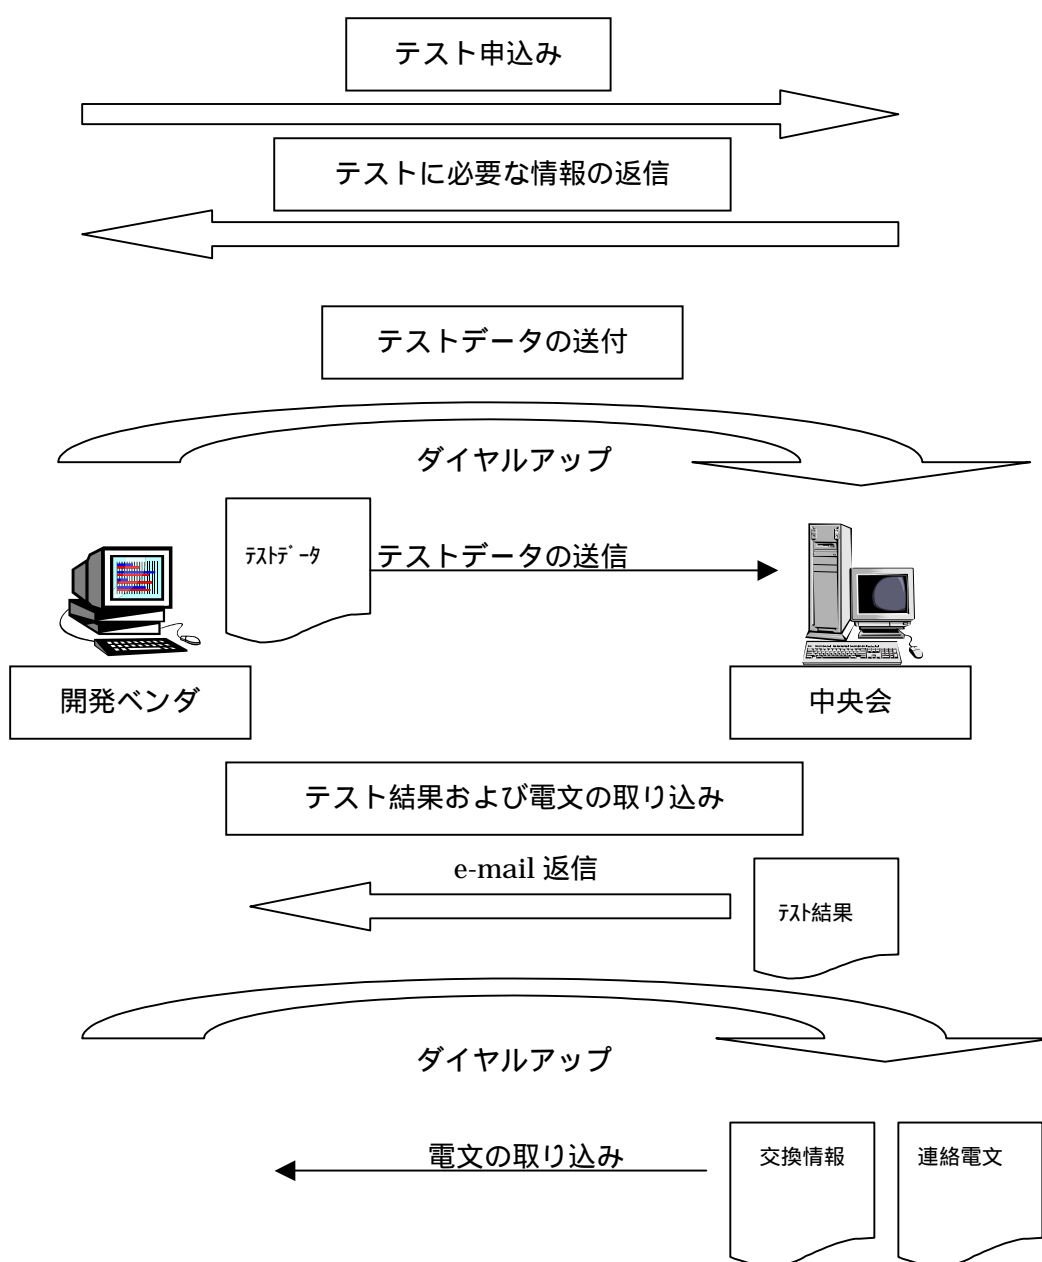 テスト申込み
テストに必要な情報の返信
テストデータの送付
ダイヤルアップ
ﾃｽﾄﾃﾞｰﾀ
テストデータの送信
開発ベンダ
中央会
テスト結果および電文の取り込み
e-mail 返信
ﾃｽﾄ結果
ダイヤルアップ
電文の取り込み
交換情報
連絡電文